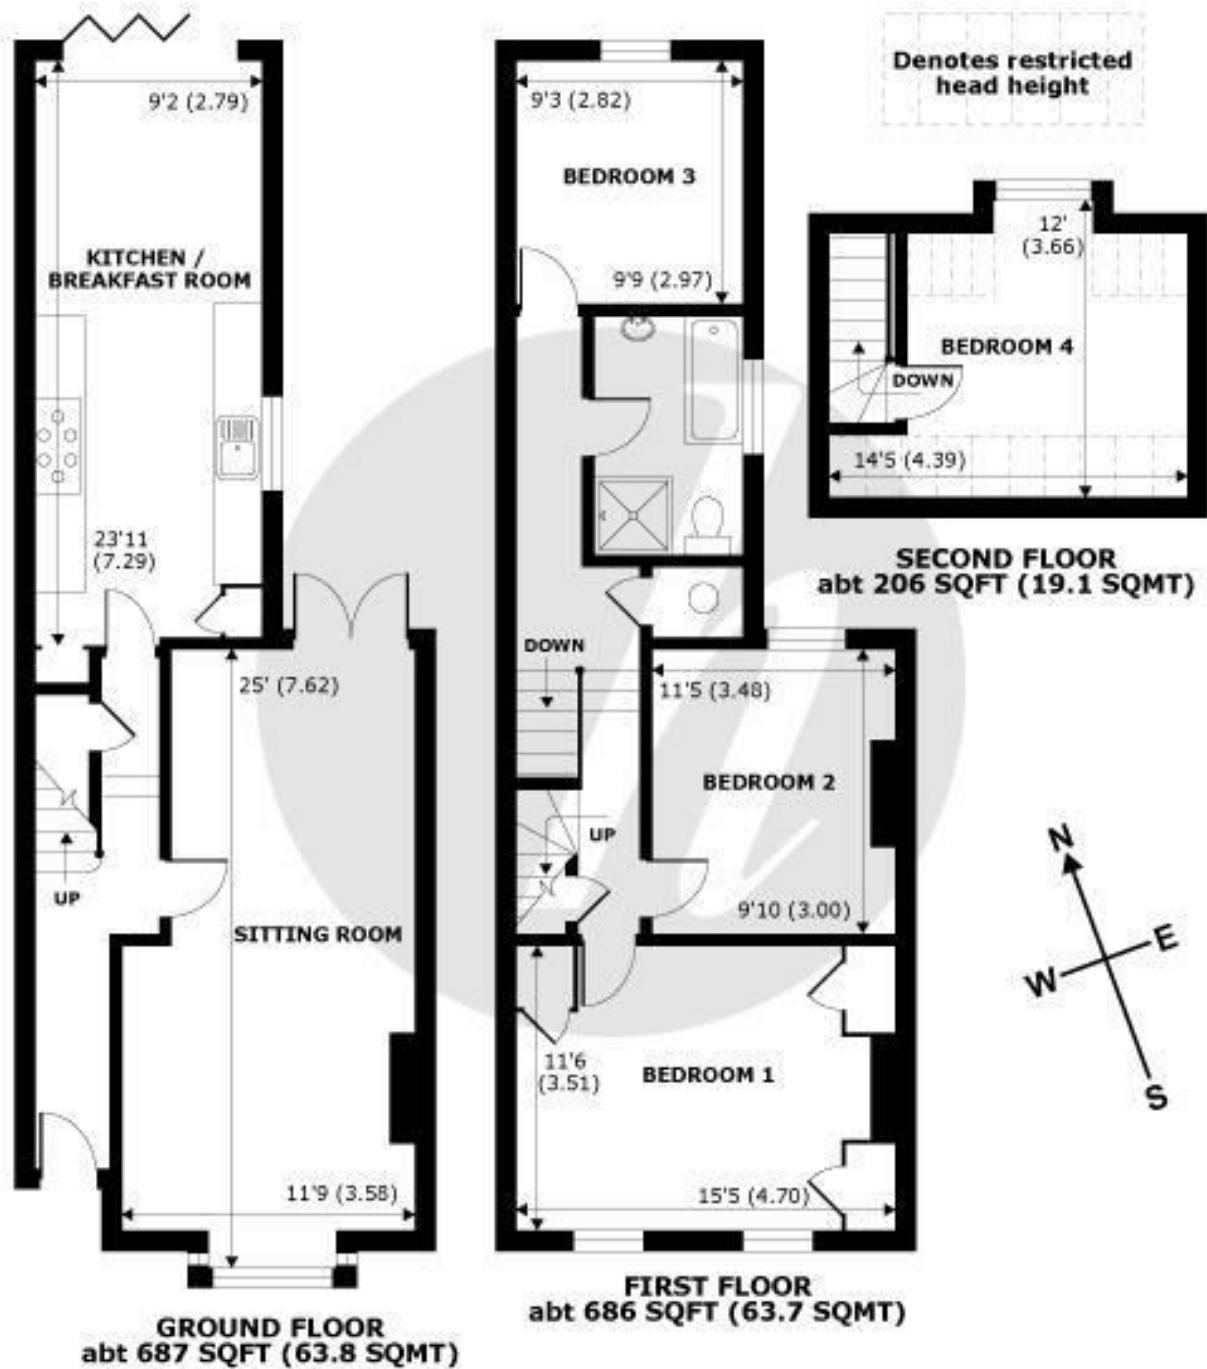 Denotes restricted
head height
9'2 (2.79)
KITCHEN /
BREAKFAST ROOM
23'11
(7.29)
25' (7.62)
UP
SITTING ROOM
11'9 (3.58)
GROUND FLOOR
abt 687 SQFT (63.8 SQMT)
9'3 (2.82)
BEDROOM 3
9'9 (2.97)
DOWN
11'5 (3.48)
BEDROOM 2
UP
9'10 (3.00)
11'6
(3.51)
BEDROOM 1
15'5 (4.70)
FIRST FLOOR
abt 686 SQFT (63.7 SQMT)
12'
(3.66)
BEDROOM 4
DOWN
14'5 (4.39)
SECOND FLOOR
abt 206 SQFT (19.1 SQMT)
N
W
E
S
h